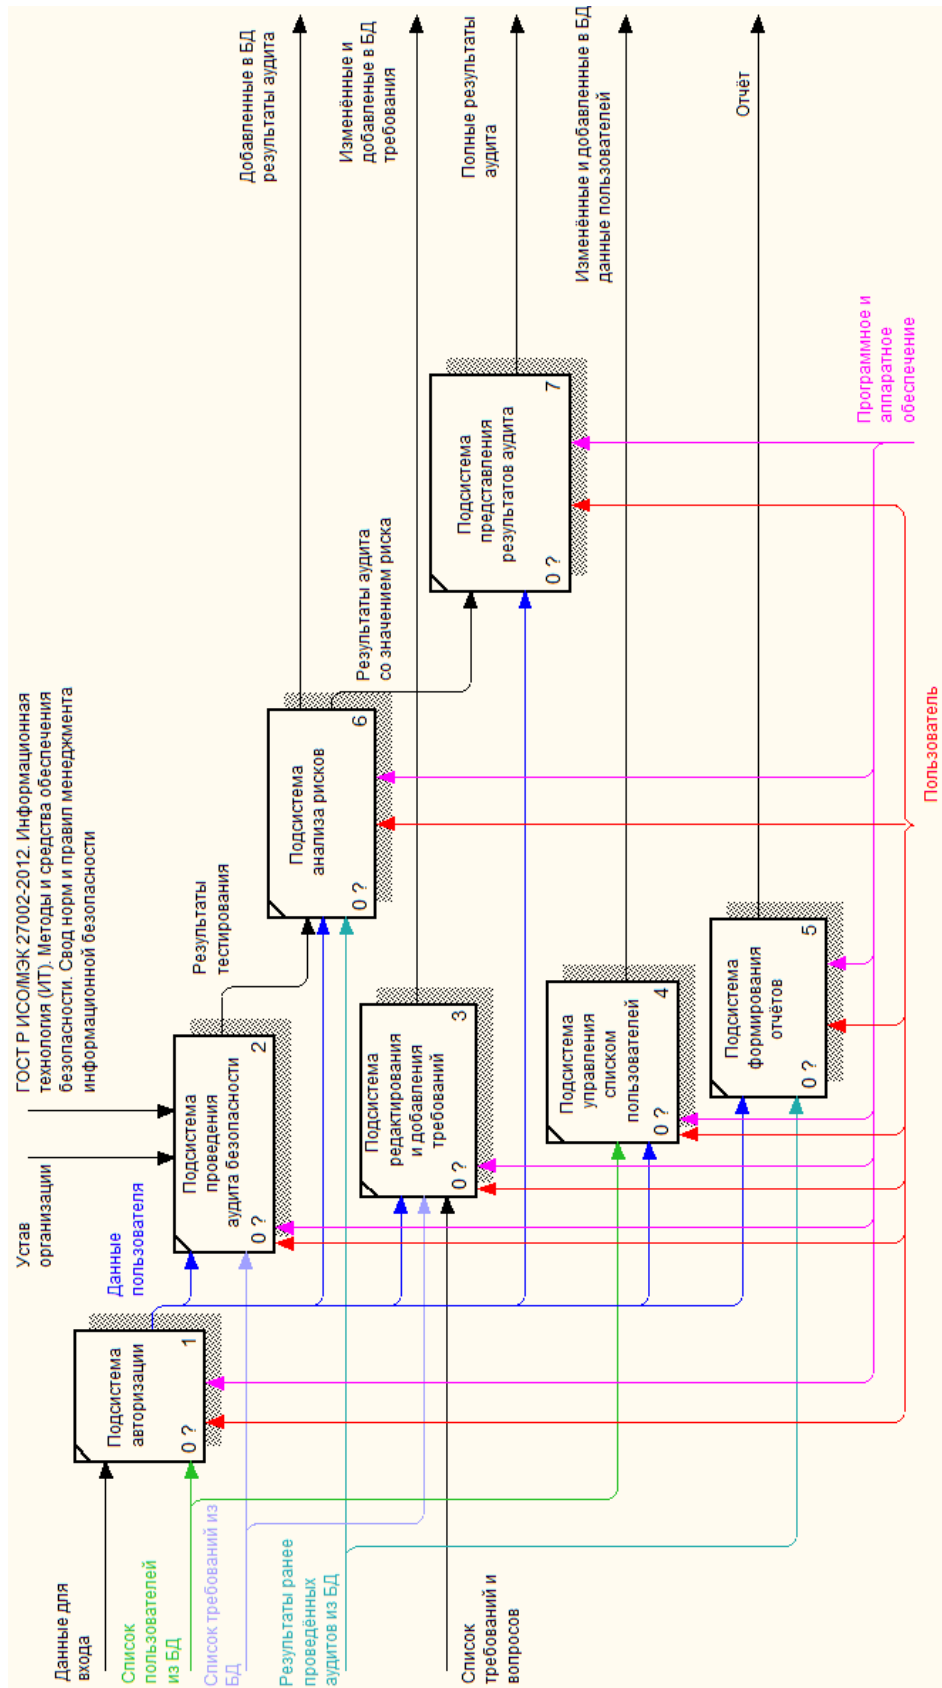 ГОСТ Р ИСО/МЭК 27002-2012. Информационная
технология (ИТ). Методы и средства обеспечения
безопасности. Свод норм и правил менеджмента
информационной безопасности
Устав
организации
Данные для
входа
Список
пользователей
из БД
Список требований из
БД
Результаты ранее
проведённых
аудитов из БД
Список
требований и
вопросов
Подсистема
авторизации
0 ?
1
Данные
пользователя
Подсистема
проведения
аудита безопасности
0 ?
2
Результаты
тестирования
Подсистема
редактирования
и добавления
требований
0 ?
3
Подсистема
управления
списком
пользователей
0 ?
4
Подсистема
формирования
отчётов
0 ?
5
Подсистема
анализа рисков
0 ?
6
Результаты аудита
со значением риска
Подсистема
представления
результатов аудита
0 ?
7
Добавленные в БД
результаты аудита
Изменённые и
добавленые в БД
требования
Полные результаты
аудита
Изменённые и добавленные в БД
данные пользователей
Отчёт
Пользователь
Программное и
аппаратное
обеспечение